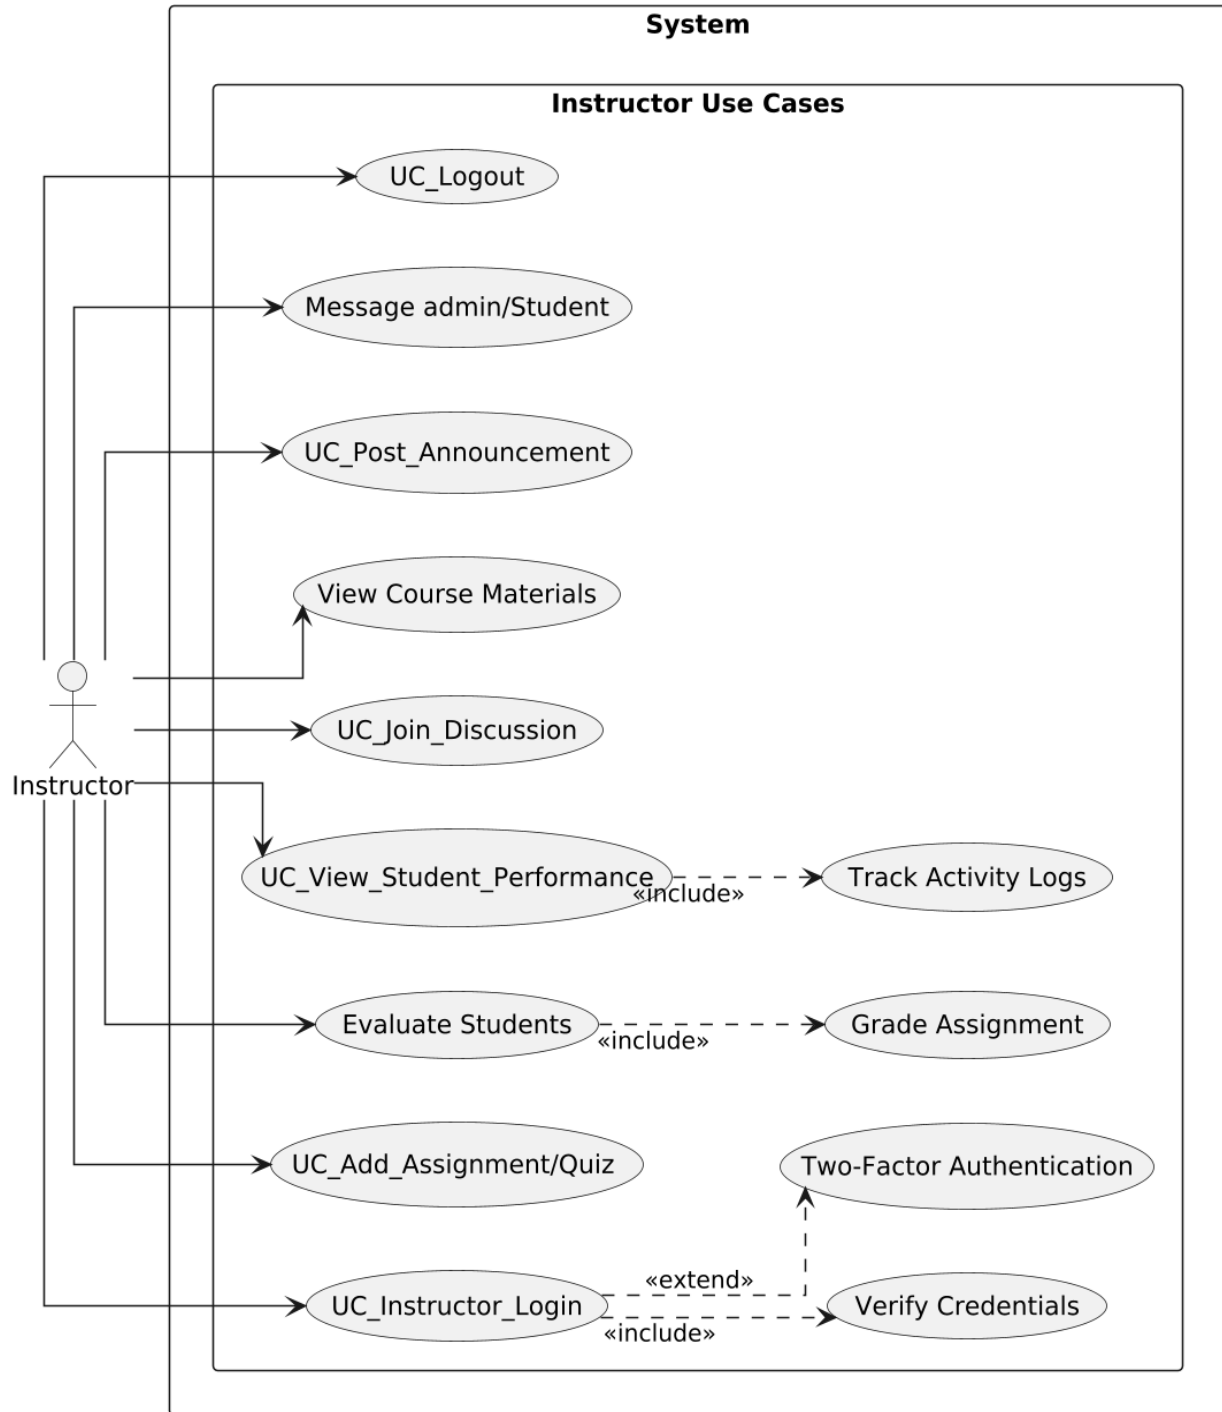 System
Instructor Use Cases
UC_Logout
Message admin/Student
UC_Post_Announcement
View Course Materials
UC_Join_Discussion
Instructor
UC_View_Student_Performance
«include»
Track Activity Logs
Evaluate Students
«include»
Grade Assignment
UC_Add_Assignment/Quiz
Two-Factor Authentication
«extend»
UC_Instructor_Login
«include»
Verify Credentials